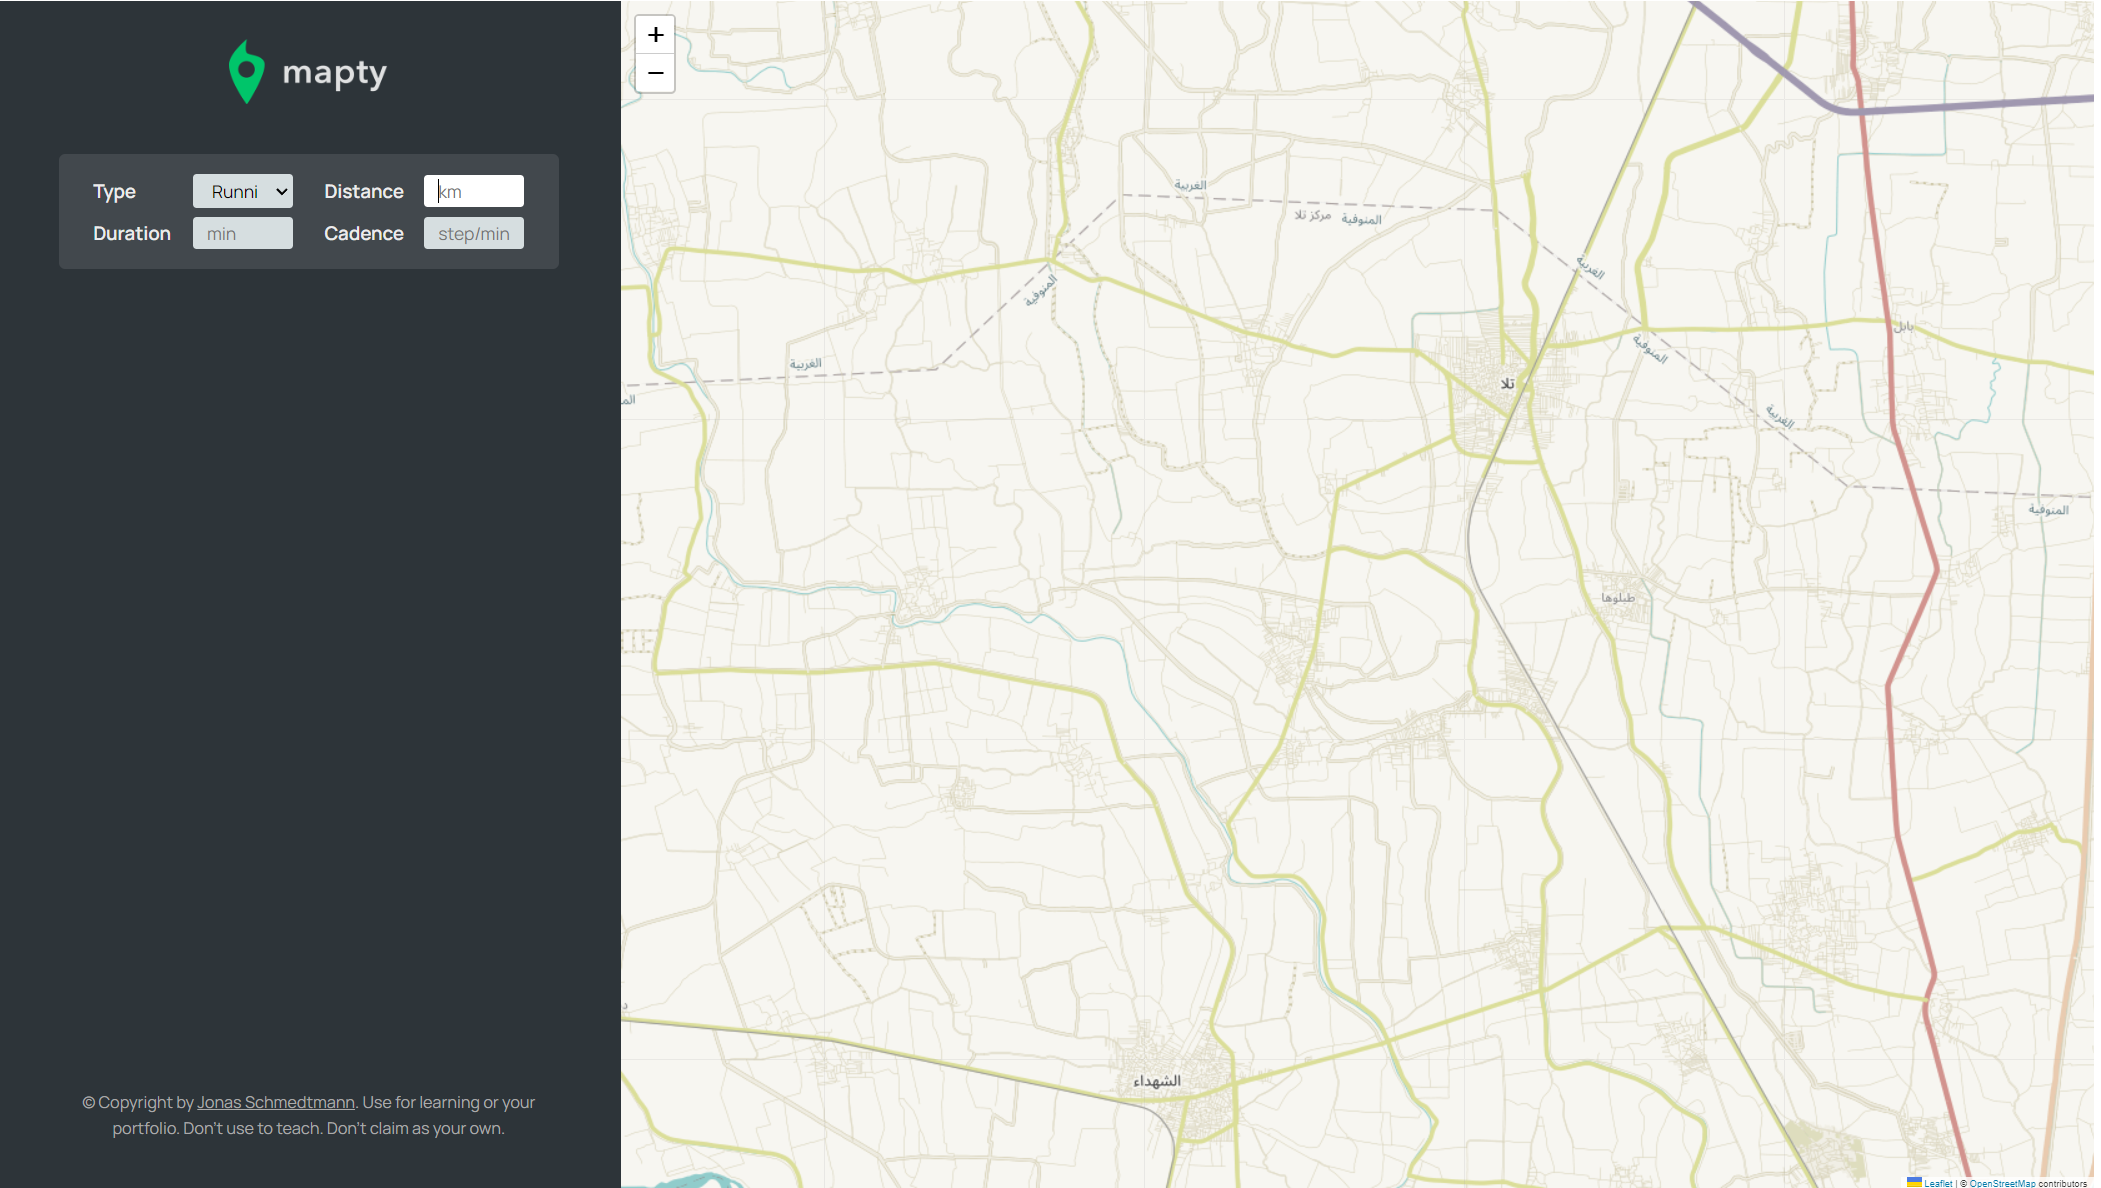 mapty
Type Runni Distance km
Duration min Cadence step/min
© Copyright by Jonas Schmedtmann. Use for learning or your
portfolio. Don't use to teach. Don't claim as your own.
+
−
الغربية
مركز تلا المنوفية
الغربية
المنوفية
بابل
المنوفية
الغربية
تلا
الغربية
المنوفية
طبلوها
الشهداء
Leaflet | © OpenStreetMap contributors